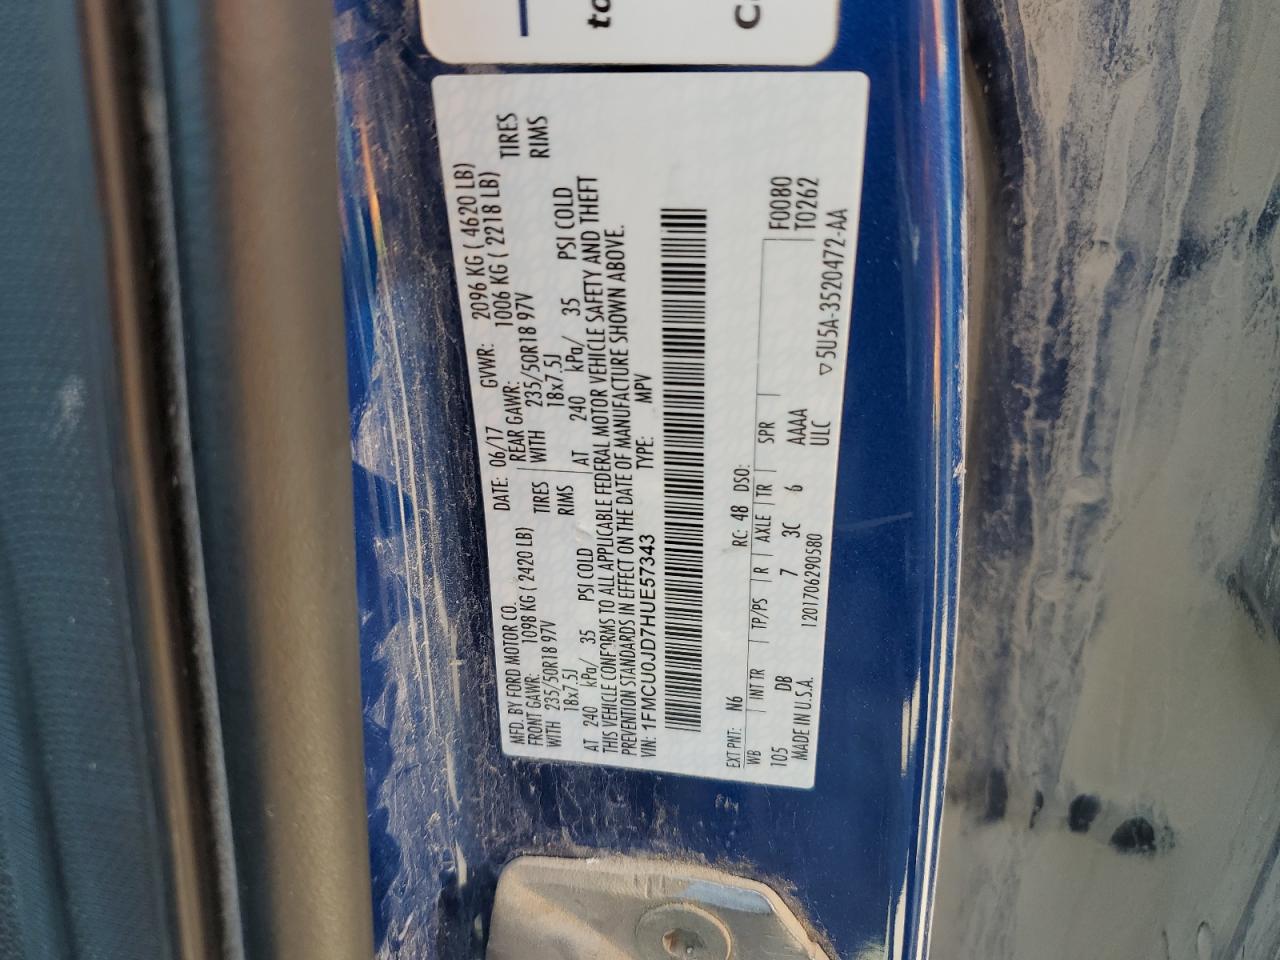 MFD. BY FORD MOTOR CO.
DATE: 06/17 GVWR: 2096 KG ( 4620 LB)
FRONT GAWR: 1098 KG ( 2420 LB)
REAR GAWR: 1006 KG ( 2218 LB)
WITH 235/50R18 97V TIRES
WITH 235/50R18 97V TIRES
18x7.5J RIMS
18x7.5J RIMS
AT 240 kPa/ 35 PSI COLD
AT 240 kPa/ 35 PSI COLD
THIS VEHICLE CONFORMS TO ALL APPLICABLE FEDERAL MOTOR VEHICLE SAFETY AND THEFT
PREVENTION STANDARDS IN EFFECT ON THE DATE OF MANUFACTURE SHOWN ABOVE.
VIN: 1FMCU0JD7HUE57343 TYPE: MPV
EXT PNT: N6 RC: 48 DSO:
WB INT TR TP/PS R AXLE TR SPR F0080
105 DB 7 3C 6 AAAA T0262
MADE IN U.S.A. 1201706290580 ULC ▽5U5A-3520472-AA